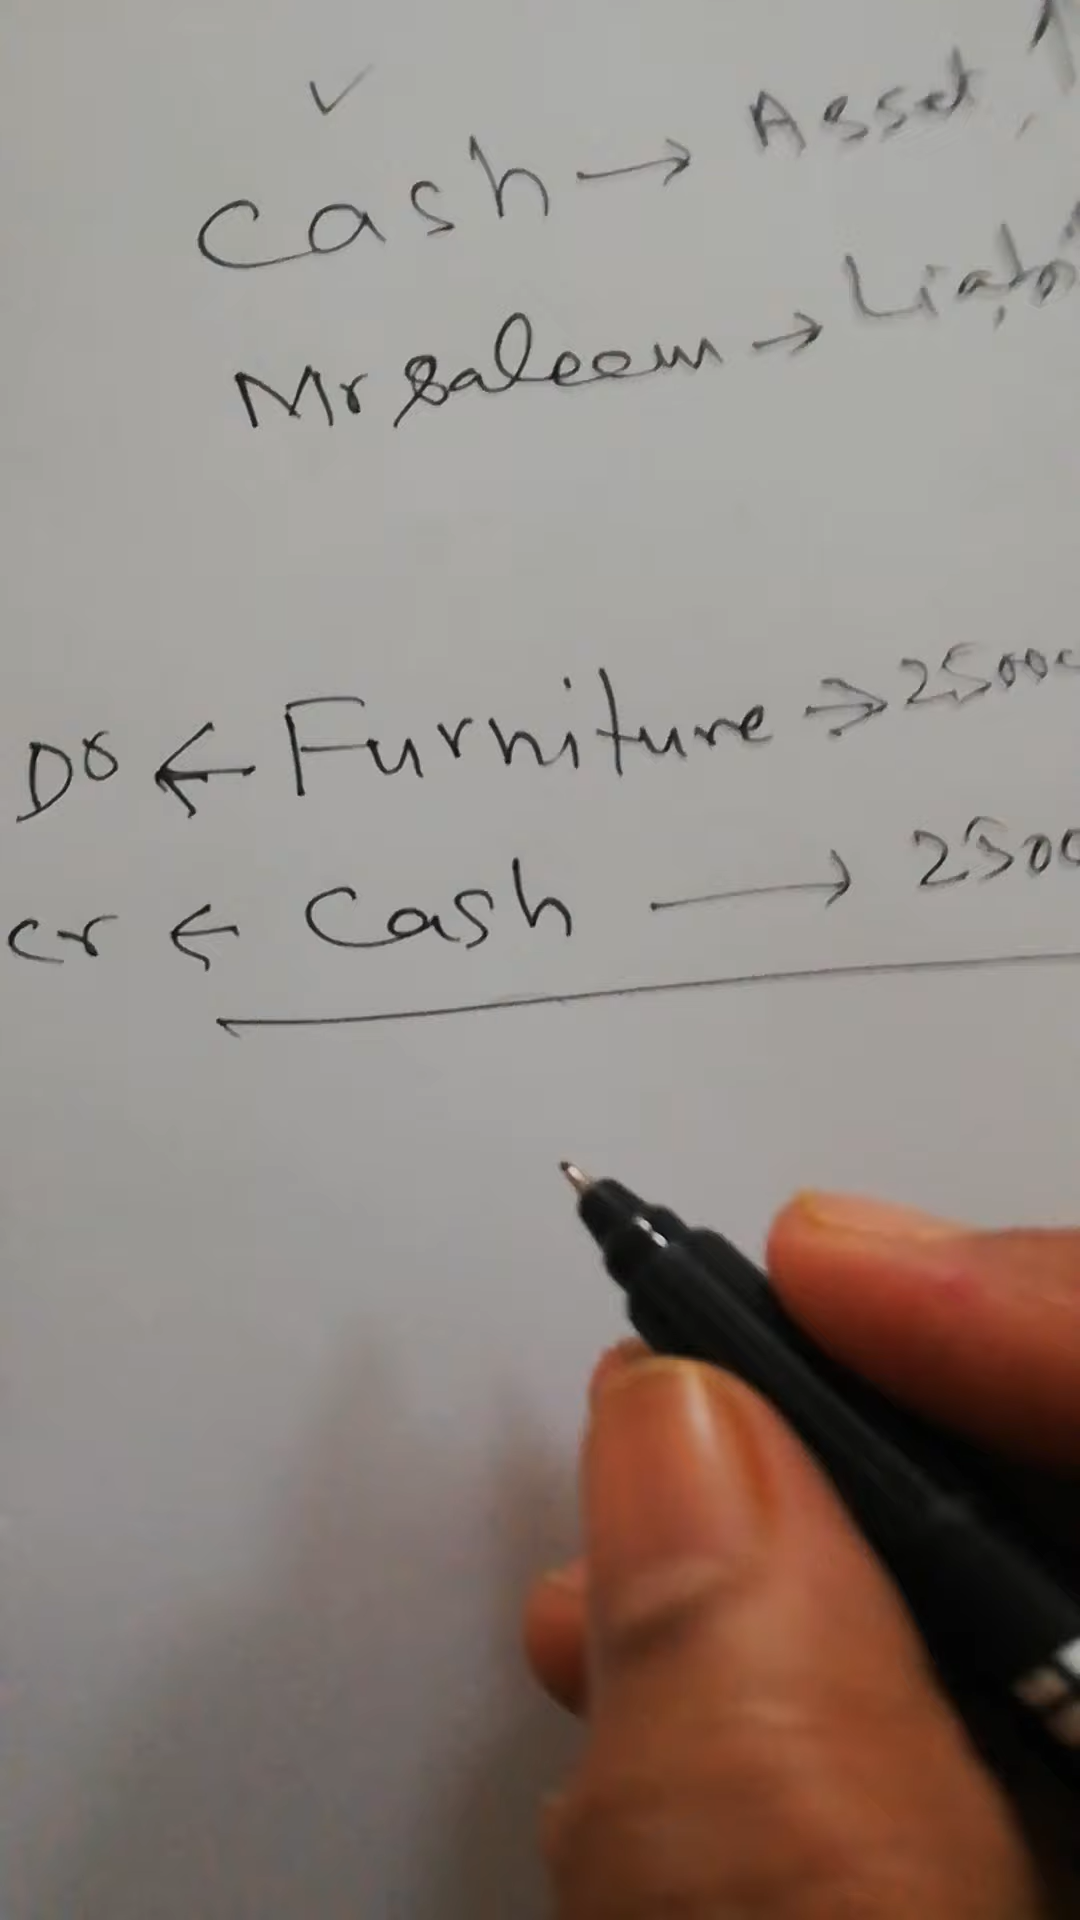 Cash → Asset, ↑
Mr Saleem →
Dr ← Furniture →
Cr ← Cash →